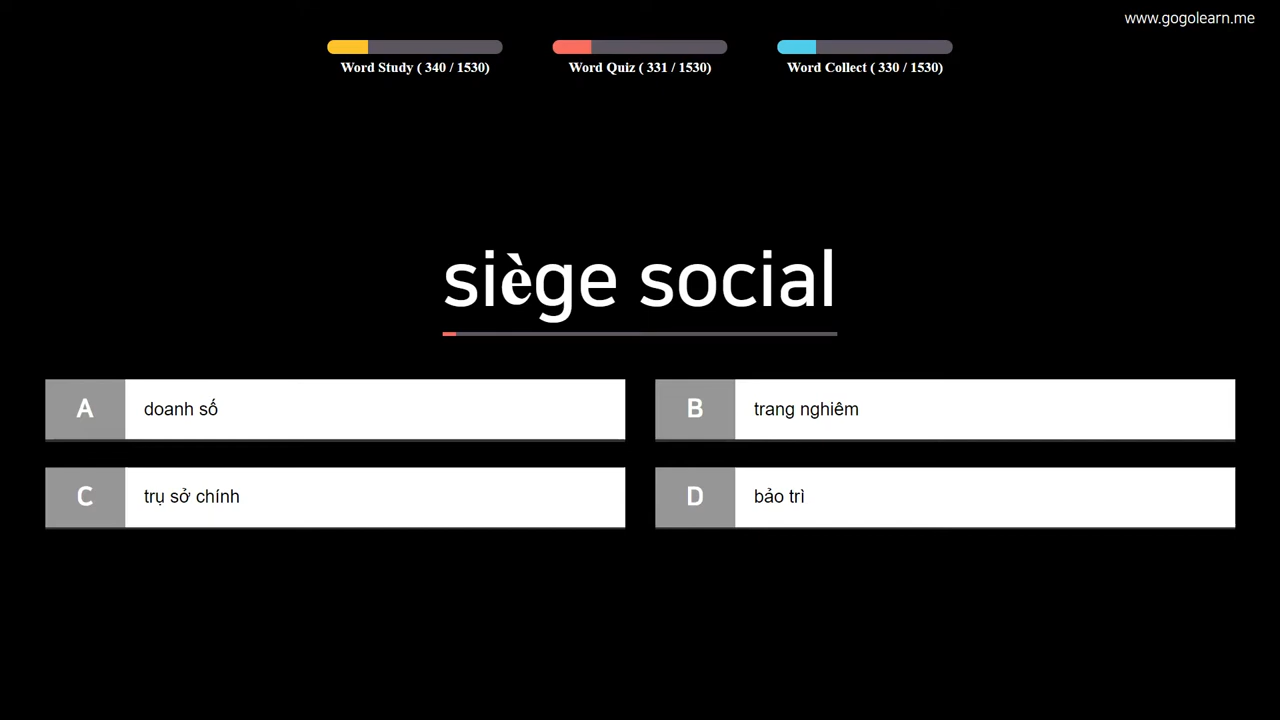 www.gogolearn.me
Word Study ( 340 / 1530)
Word Quiz ( 331 / 1530)
Word Collect ( 330 / 1530)
siège social
A doanh số
B trang nghiêm
C trụ sở chính
D bảo trì